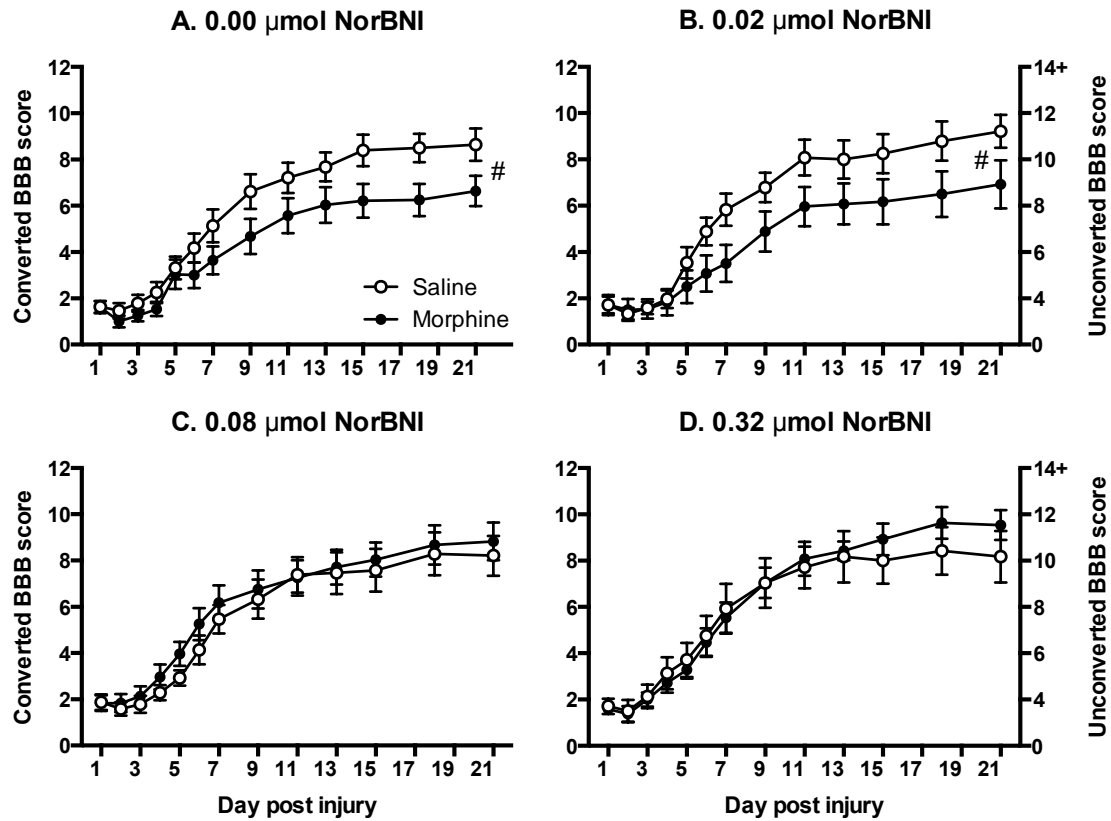 A. 0.00 µmol NorBNI
Converted BBB score
12
10
8
6
4
2
0
#
Saline
Morphine
1 3 5 7 9 11 13 15 17 19 21
B. 0.02 µmol NorBNI
12
10
8
6
4
2
0
#
14+
12
10
8
6
4
0
Unconverted BBB score
1 3 5 7 9 11 13 15 17 19 21
C. 0.08 µmol NorBNI
Converted BBB score
12
10
8
6
4
2
0
1 3 5 7 9 11 13 15 17 19 21
Day post injury
D. 0.32 µmol NorBNI
12
10
8
6
4
2
0
14+
12
10
8
6
4
0
Unconverted BBB score
1 3 5 7 9 11 13 15 17 19 21
Day post injury